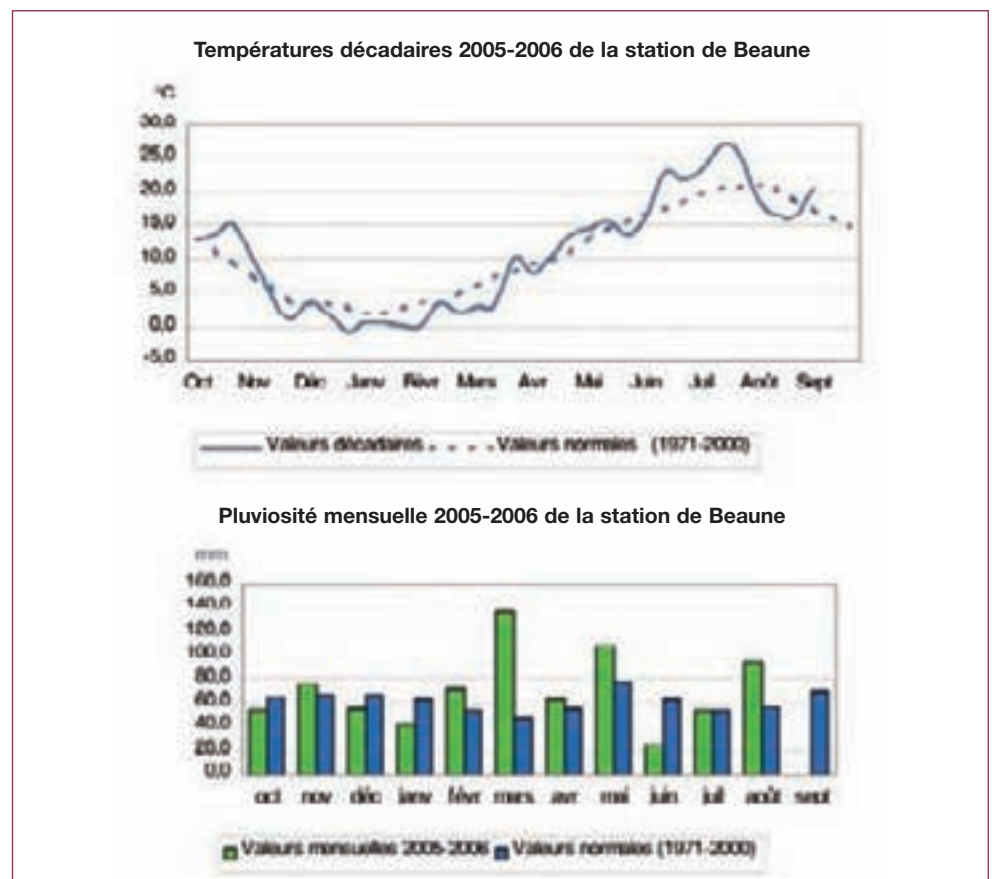 Températures décadaires 2005-2006 de la station de Beaune
°C
30,0
25,0
20,0
15,0
10,0
5,0
0,0
-5,0
Oct Nov Déc Janv Févr Mars Avr Mai Juin Juil Août Sept
Valeurs décadaires Valeurs normales (1971-2000)
Pluviosité mensuelle 2005-2006 de la station de Beaune
mm
160,0
140,0
120,0
100,0
80,0
60,0
40,0
20,0
0,0
oct nov déc janv févr mars avr mai juin juil août sept
Valeurs mensuelles 2005-2006 Valeurs normales (1971-2000)